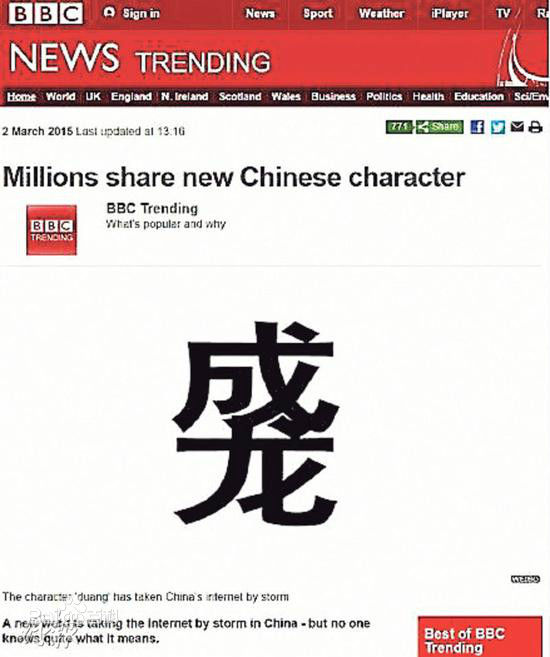 BBC Sign in News Sport Weather iPlayer TV
NEWS TRENDING
Home World UK England N. Ireland Scotland Wales Business Politics Health Education Sci/En
2 March 2015 Last updated at 13:16
771 Share
Millions share new Chinese character
BBC Trending
What's popular and why
BBC
TRENDING
成
龙
WEIBO
The character 'duang' has taken China's internet by storm
A new word is taking the internet by storm in China - but no one
knows quite what it means.
Best of BBC
Trending